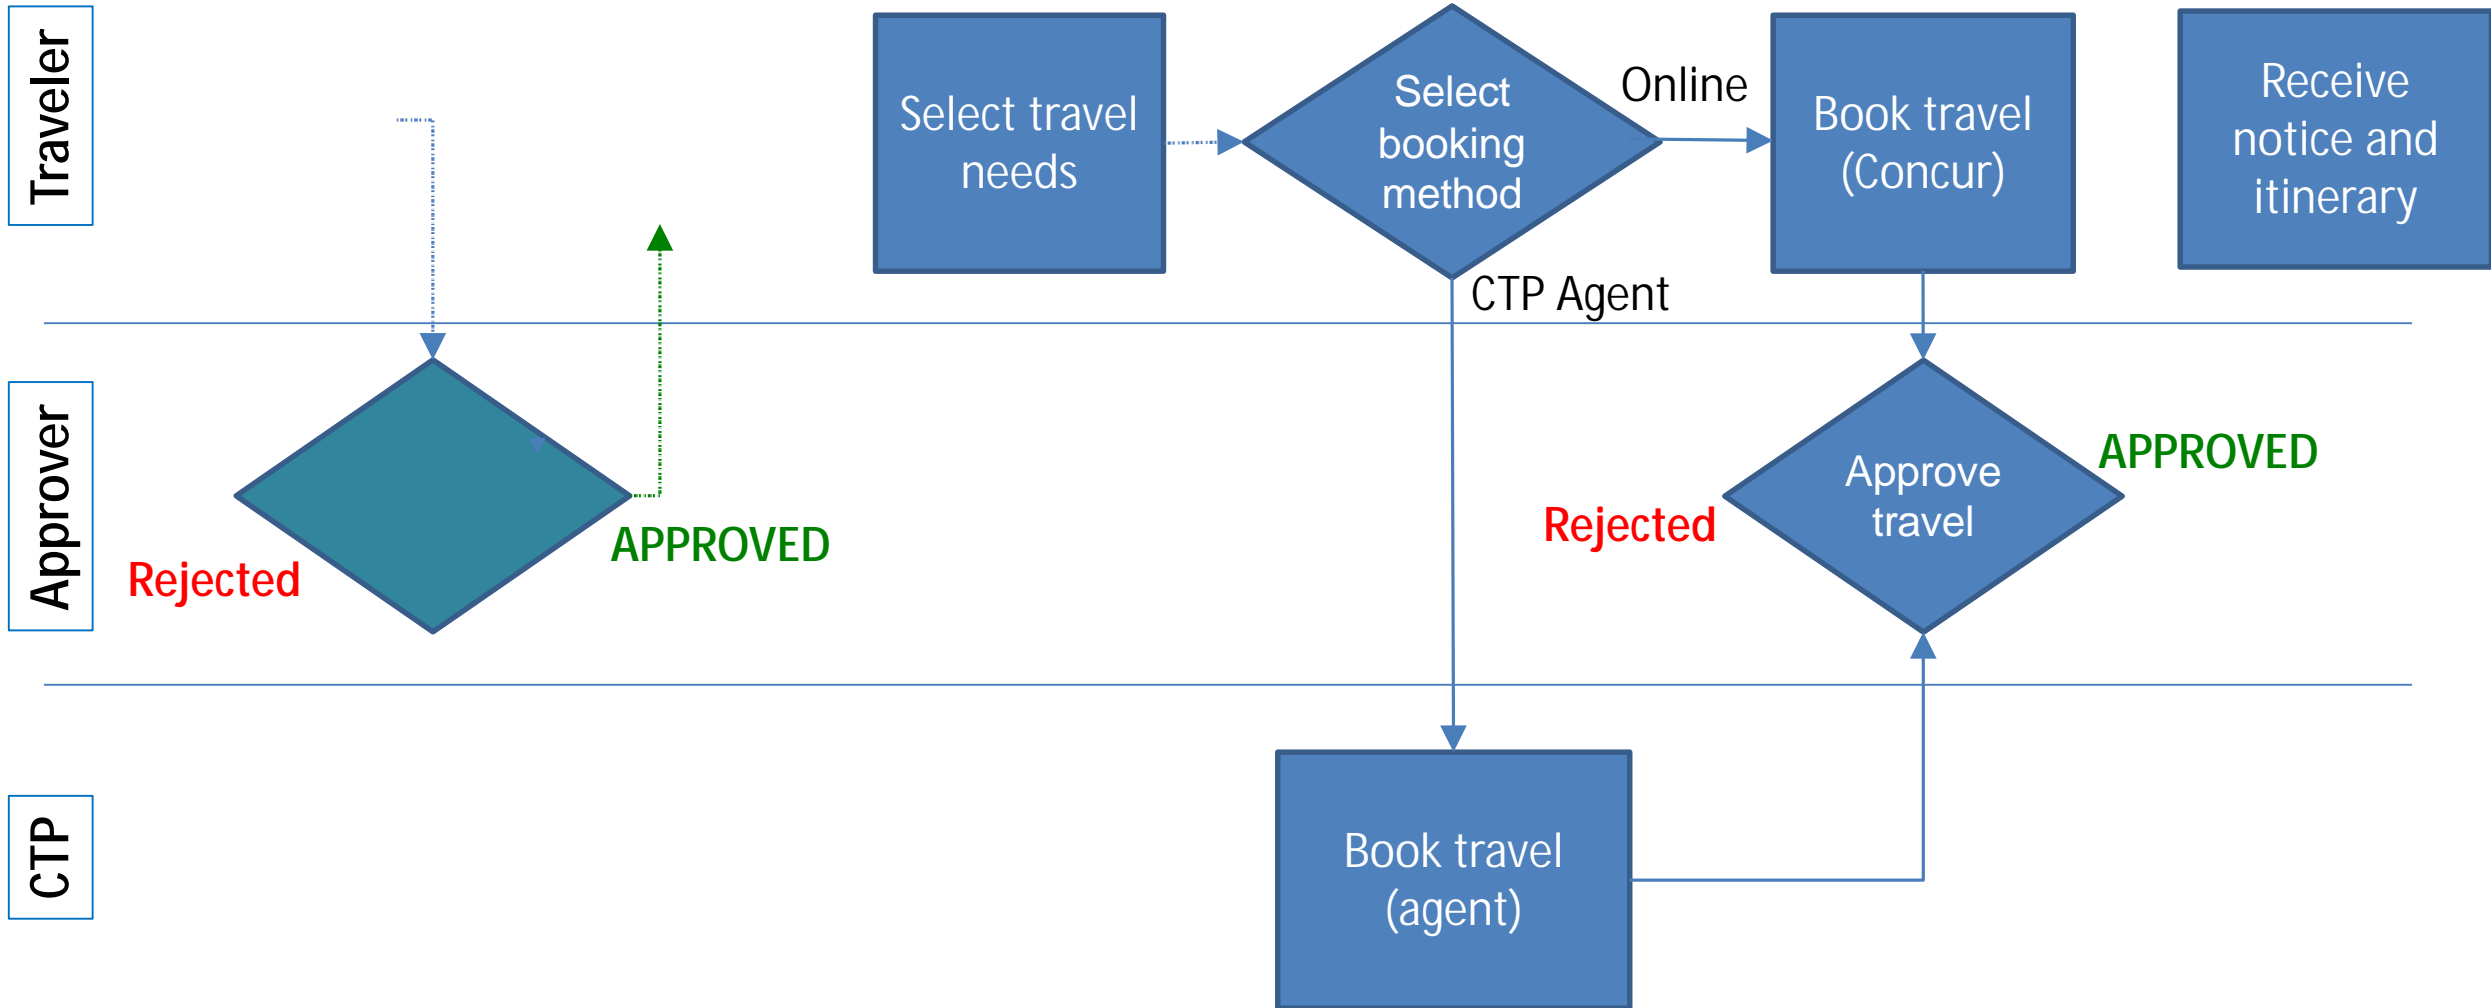 Traveler
Select travel
needs
Select
booking
method
Online
Book travel
(Concur)
Receive
notice and
itinerary
CTP Agent
Approver
Rejected
APPROVED
Rejected
Approve
travel
APPROVED
CTP
Book travel
(agent)